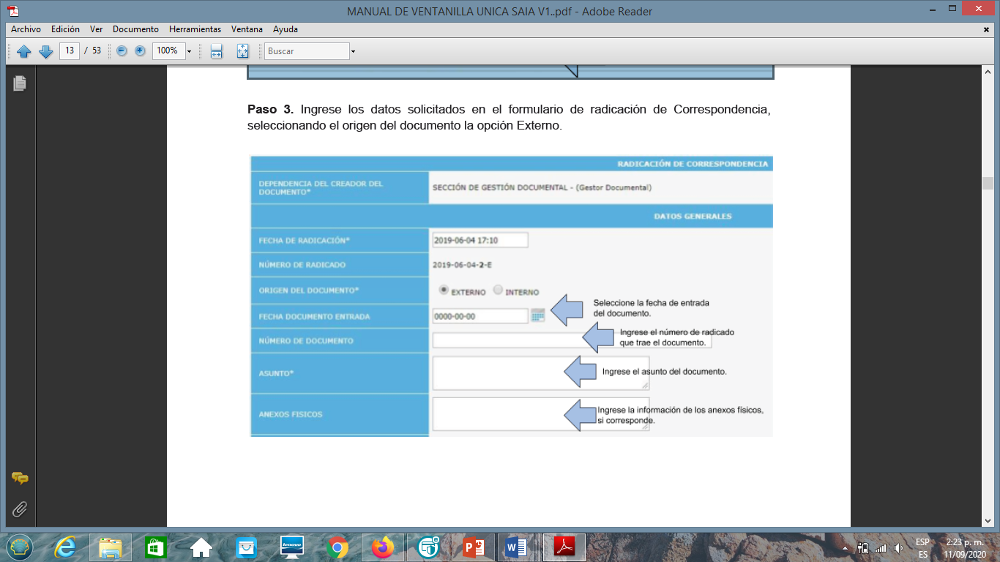 MANUAL DE VENTANILLA UNICA SAIA V1..pdf - Adobe Reader
Archivo Edición Ver Documento Herramientas Ventana Ayuda
13 / 53 100% Buscar
Paso 3. Ingrese los datos solicitados en el formulario de radicación de Correspondencia,
seleccionando el origen del documento la opción Externo.
RADICACIÓN DE CORRESPONDENCIA
DEPENDENCIA DEL CREADOR DEL
DOCUMENTO*
SECCIÓN DE GESTIÓN DOCUMENTAL - (Gestor Documental)
DATOS GENERALES
FECHA DE RADICACIÓN* 2019-06-04 17:10
NÚMERO DE RADICADO 2019-06-04-2-E
ORIGEN DEL DOCUMENTO* EXTERNO INTERNO
Seleccione la fecha de entrada
del documento.
FECHA DOCUMENTO ENTRADA 0000-00-00
Ingrese el número de radicado
que trae el documento.
NÚMERO DE DOCUMENTO
ASUNTO* Ingrese el asunto del documento.
ANEXOS FISICOS
Ingrese la información de los anexos físicos,
si corresponde.
lenovo
ESP 2:23 p. m.
ES 11/09/2020